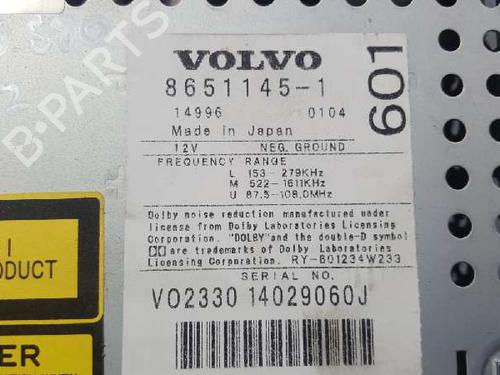 VOLVO
8651145-1
14996 0104
Made in Japan
601
12V NEG. GROUND
FREQUENCY RANGE
L 153 - 279KHz
M 522 - 1611KHz
U 87.5-108.0MHz
Dolby noise reduction manufactured under
license from Dolby Laboratories Licensing
Corporation. "DOLBY" and the double-D symbol
are trademarks of Dolby Laboratories
Licensing Corporation. RY-601234W233
SERIAL NO.
VO2330 14029060J
I
PRODUCT
ER
B-PARTS